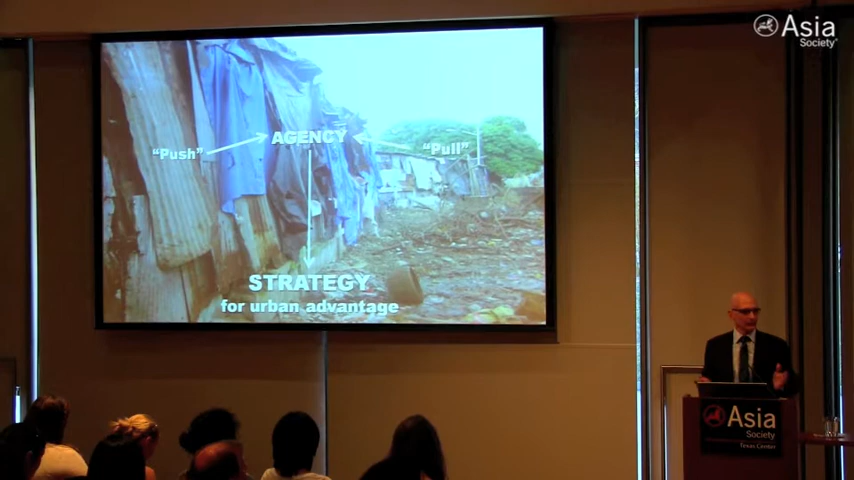 Asia
Society
AGENCY
“Push”
“Pull”
STRATEGY
for urban advantage
Asia
Society
Texas Center